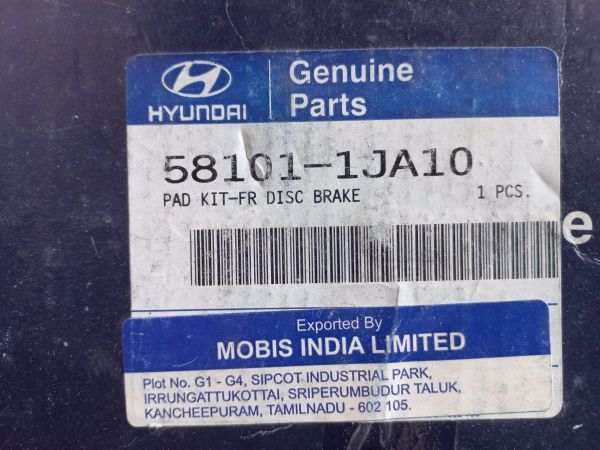 HYUNDAI
Genuine
Parts
58101-1JA10
PAD KIT-FR DISC BRAKE 1 PCS.
e
Exported By
MOBIS INDIA LIMITED
Plot No. G1 - G4, SIPCOT INDUSTRIAL PARK,
IRRUNGATTUKOTTAI, SRIPERUMBUDUR TALUK,
KANCHEEPURAM, TAMILNADU - 602 105.